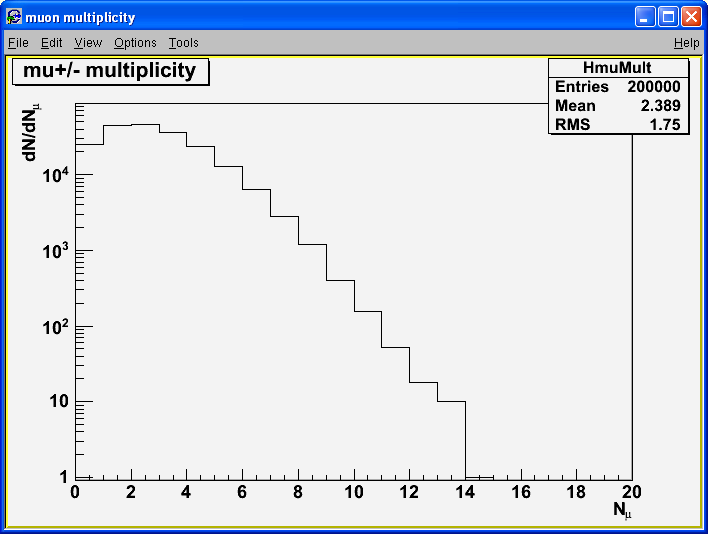 muon multiplicity
File Edit View Options Tools Help
mu+/- multiplicity
HmuMult
Entries 200000
Mean 2.389
RMS 1.75
dN/dNμ
10⁴
10³
10²
10
1
0 2 4 6 8 10 12 14 16 18 20
Nμ